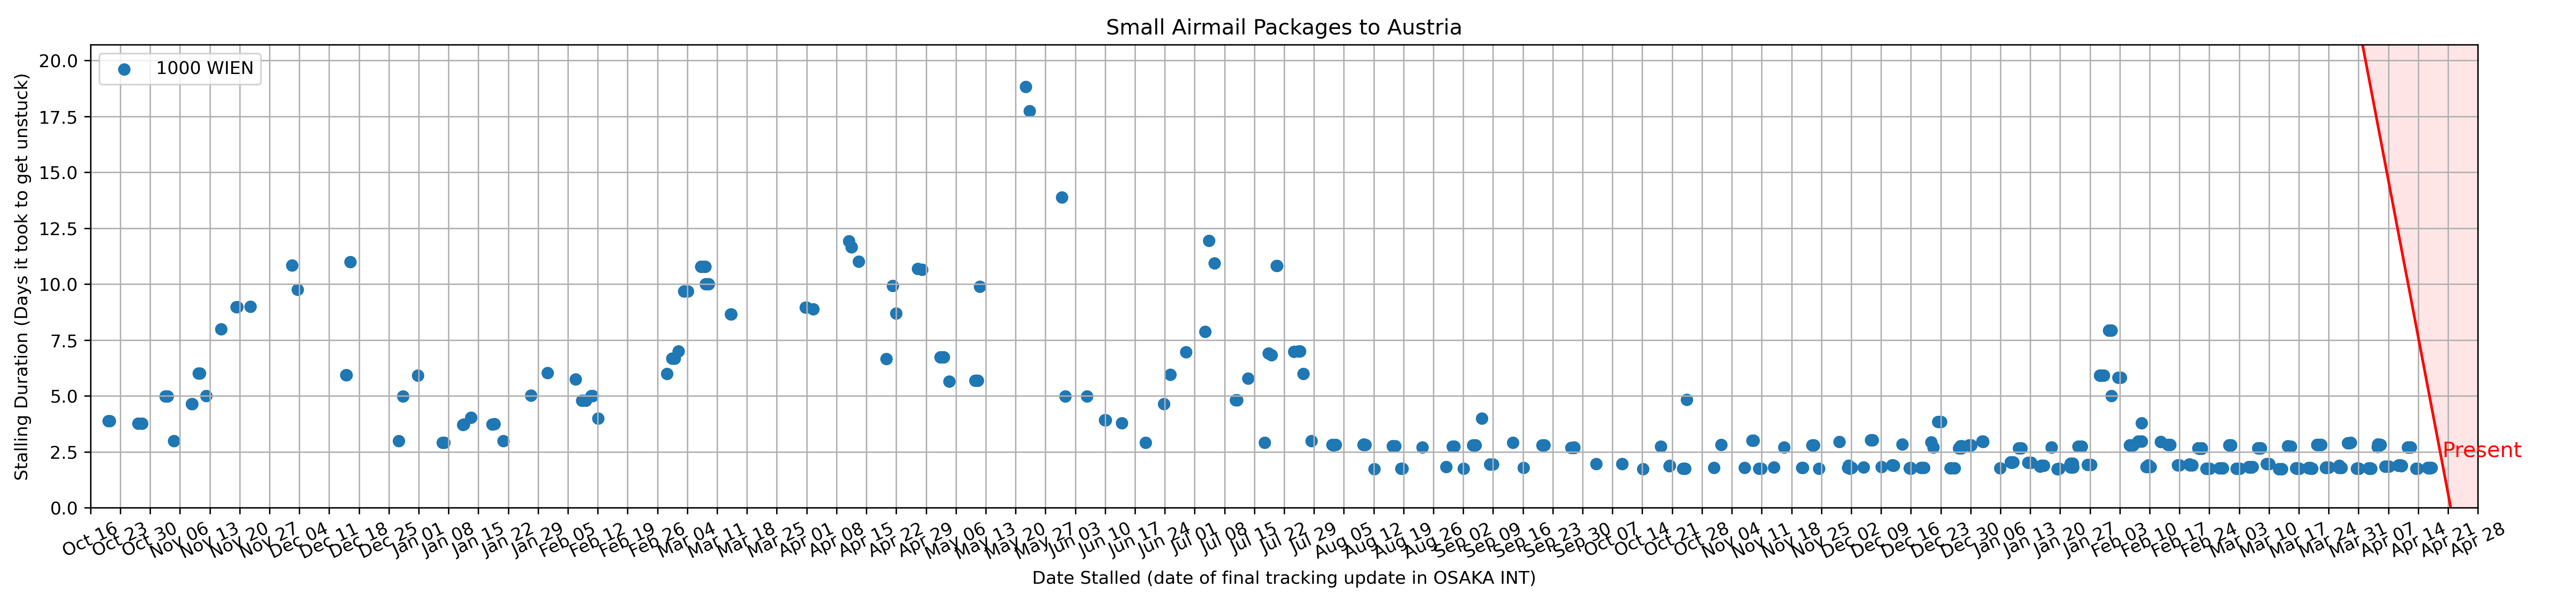 Small Airmail Packages to Austria
1000 WIEN
Stalling Duration (Days it took to get unstuck)
20.0
17.5
15.0
12.5
10.0
7.5
5.0
2.5
0.0
Present
Oct 16 Oct 23 Oct 30 Nov 06 Nov 13 Nov 20 Nov 27 Dec 04 Dec 11 Dec 18 Dec 25 Jan 01 Jan 08 Jan 15 Jan 22 Jan 29 Feb 05 Feb 12 Feb 19 Feb 26 Mar 04 Mar 11 Mar 18 Mar 25 Apr 01 Apr 08 Apr 15 Apr 22 Apr 29 May 06 May 13 May 20 May 27 Jun 03 Jun 10 Jun 17 Jun 24 Jul 01 Jul 08 Jul 15 Jul 22 Jul 29 Aug 05 Aug 12 Aug 19 Aug 26 Sep 02 Sep 09 Sep 16 Sep 23 Sep 30 Oct 07 Oct 14 Oct 21 Oct 28 Nov 04 Nov 11 Nov 18 Nov 25 Dec 02 Dec 09 Dec 16 Dec 23 Dec 30 Jan 06 Jan 13 Jan 20 Jan 27 Feb 03 Feb 10 Feb 17 Feb 24 Mar 03 Mar 10 Mar 17 Mar 24 Mar 31 Apr 07 Apr 14 Apr 21 Apr 28
Date Stalled (date of final tracking update in OSAKA INT)